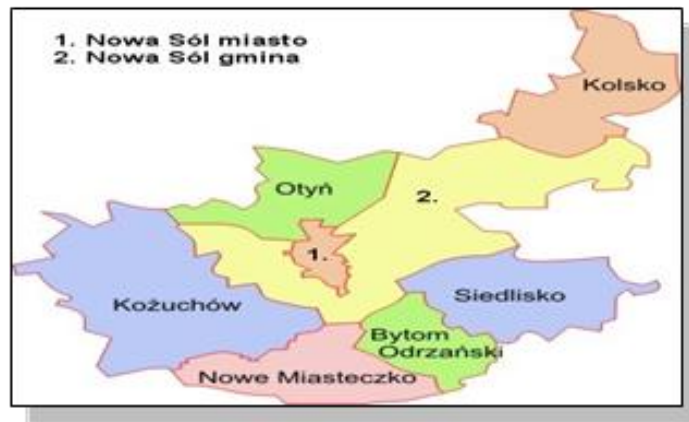 1. Nowa Sól miasto
2. Nowa Sól gmina
Kolsko
Otyń
2.
1.
Kożuchów
Siedlisko
Bytom
Odrzański
Nowe Miasteczko